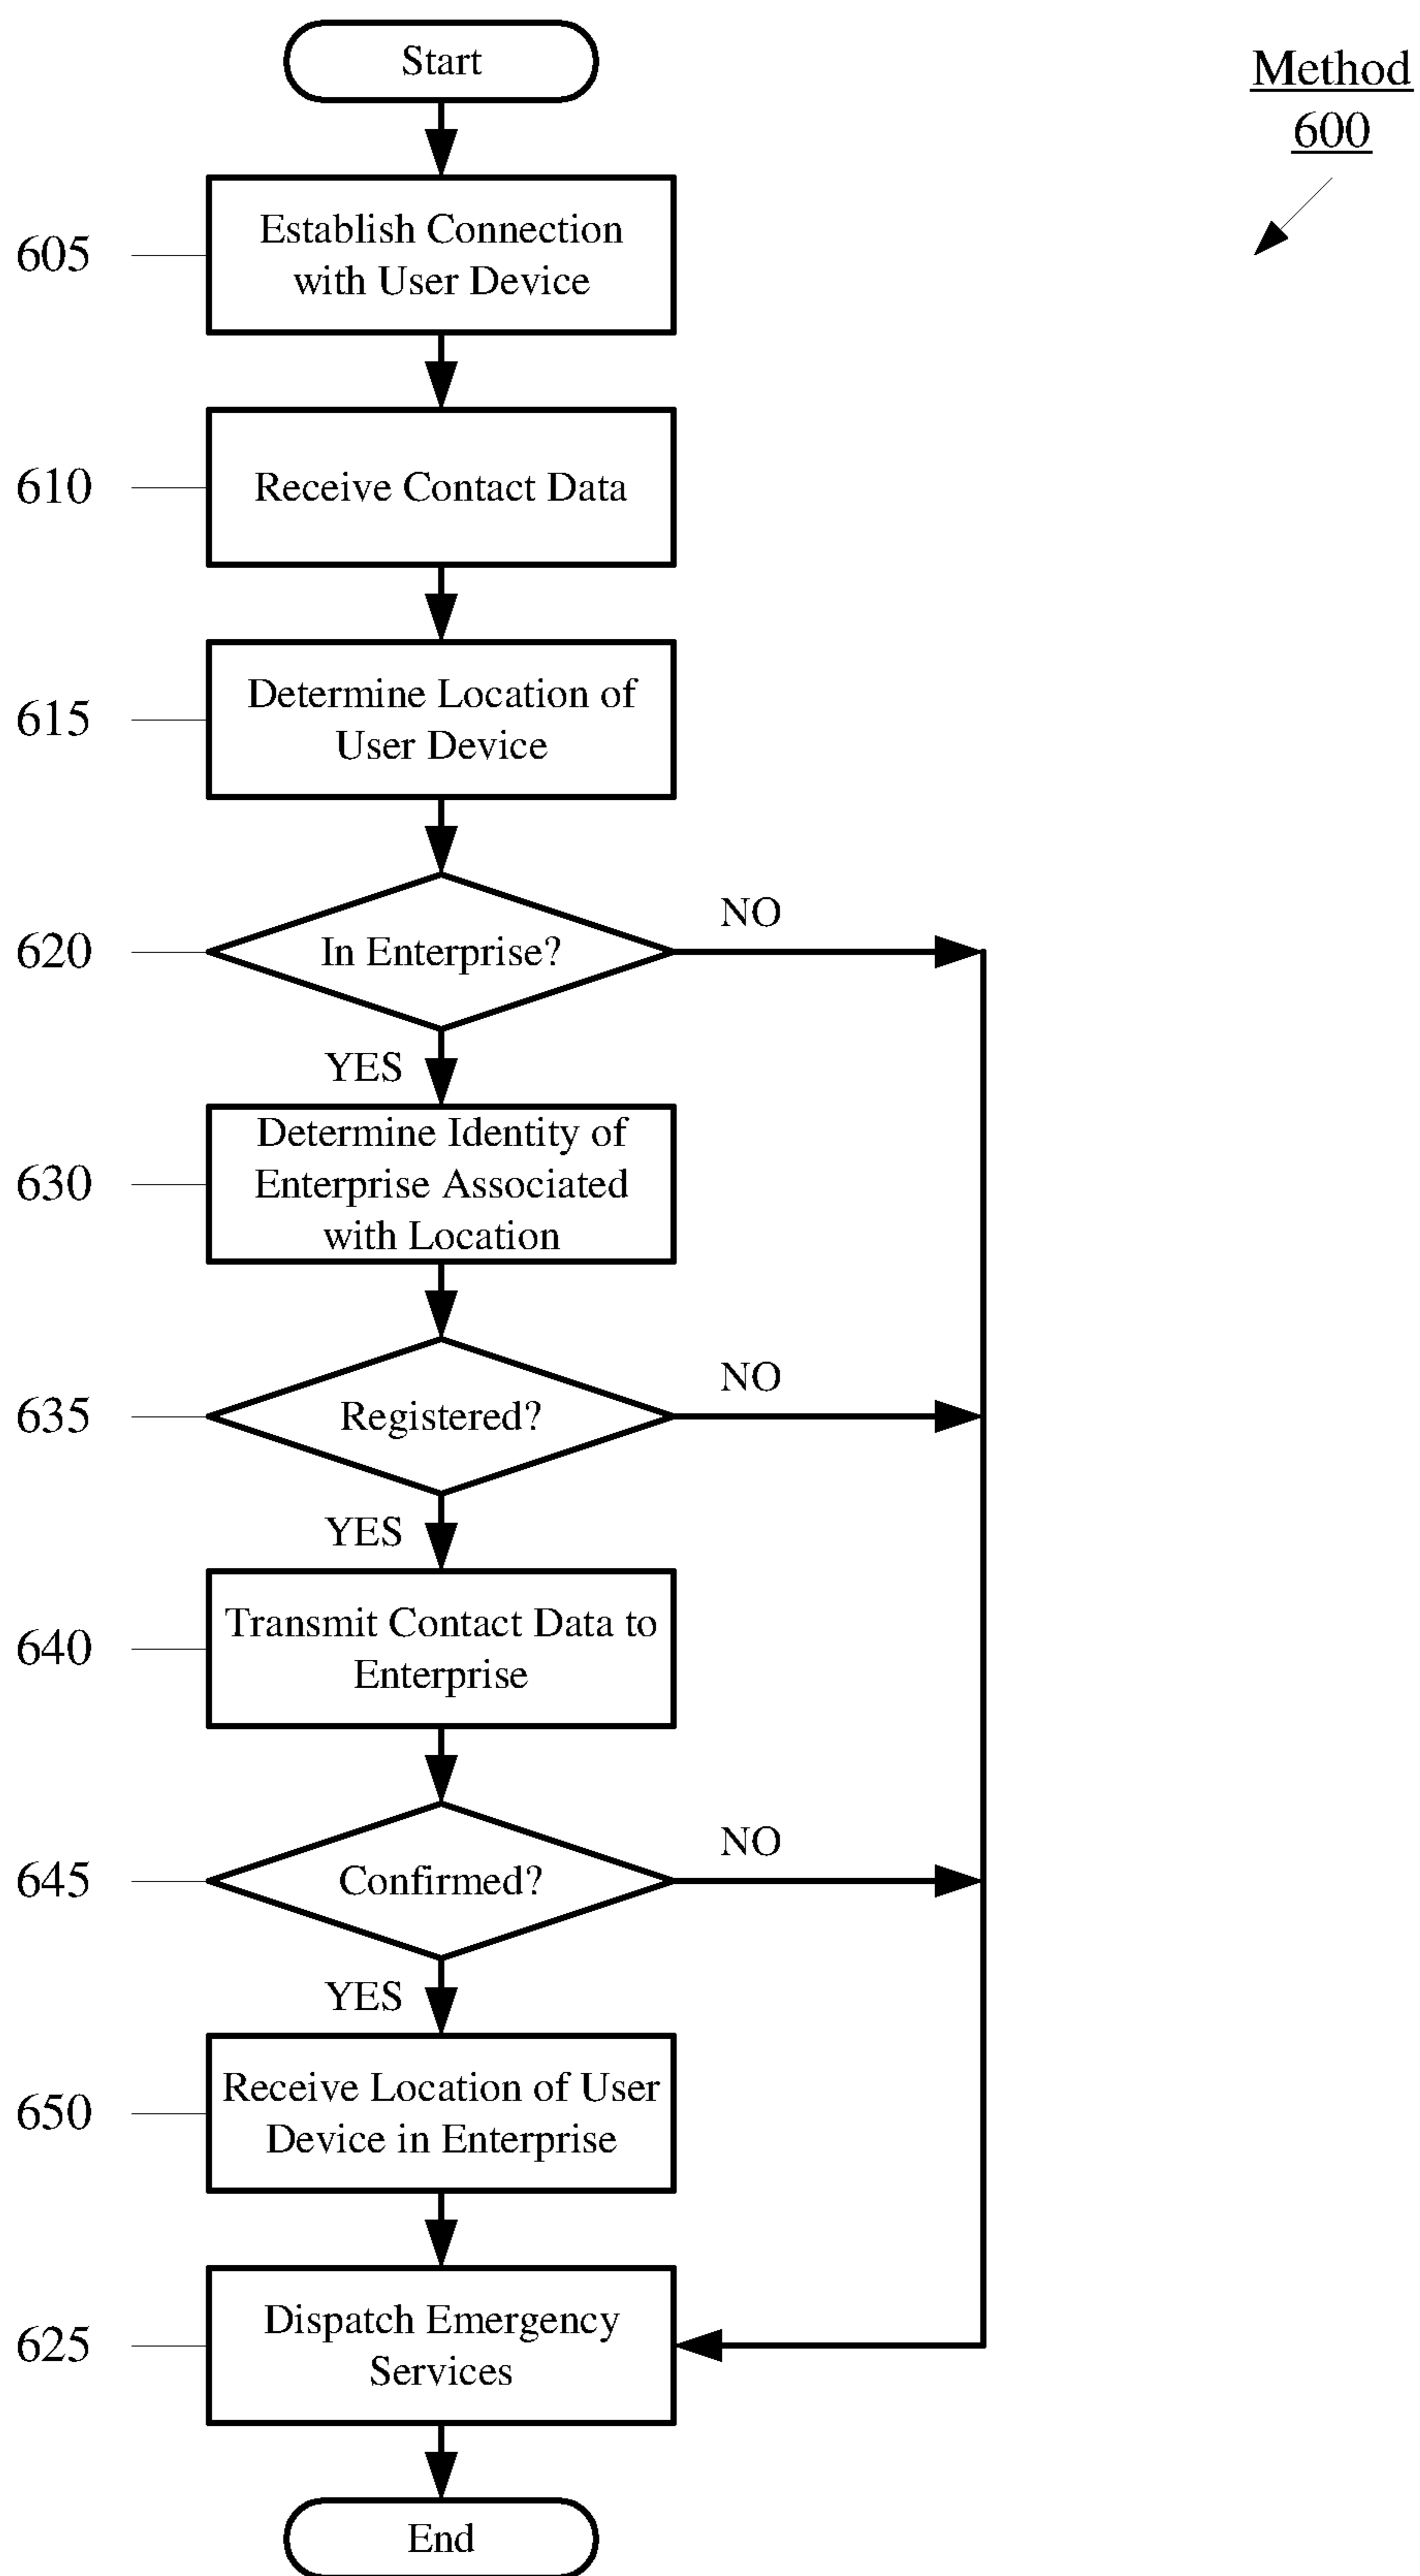 Start
Method
600
605
Establish Connection
with User Device
610
Receive Contact Data
615
Determine Location of
User Device
620
In Enterprise?
NO
YES
630
Determine Identity of
Enterprise Associated
with Location
635
Registered?
NO
YES
640
Transmit Contact Data to
Enterprise
645
Confirmed?
NO
YES
650
Receive Location of User
Device in Enterprise
625
Dispatch Emergency
Services
End